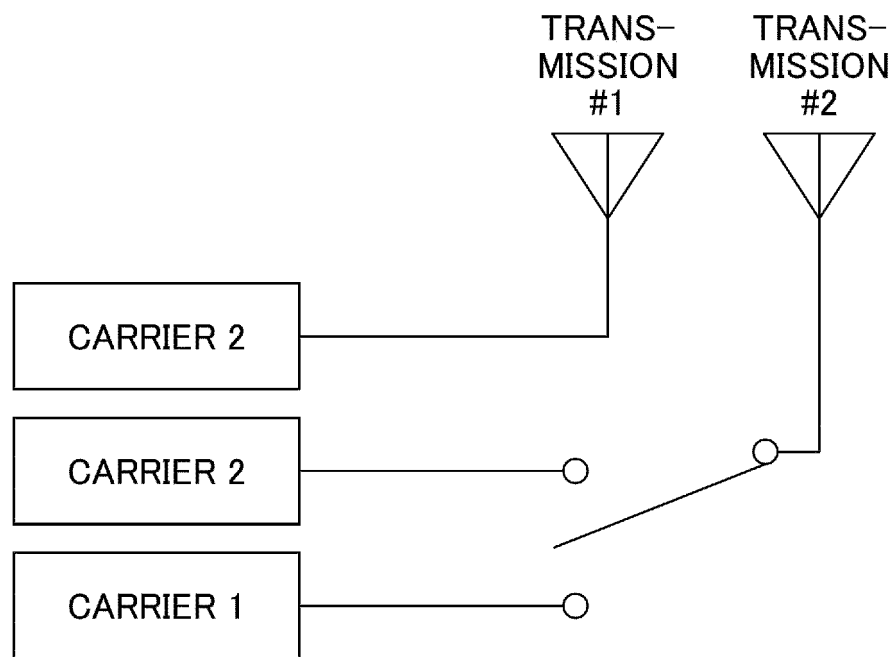 TRANS-
MISSION
#1
TRANS-
MISSION
#2
CARRIER 2
CARRIER 2
CARRIER 1